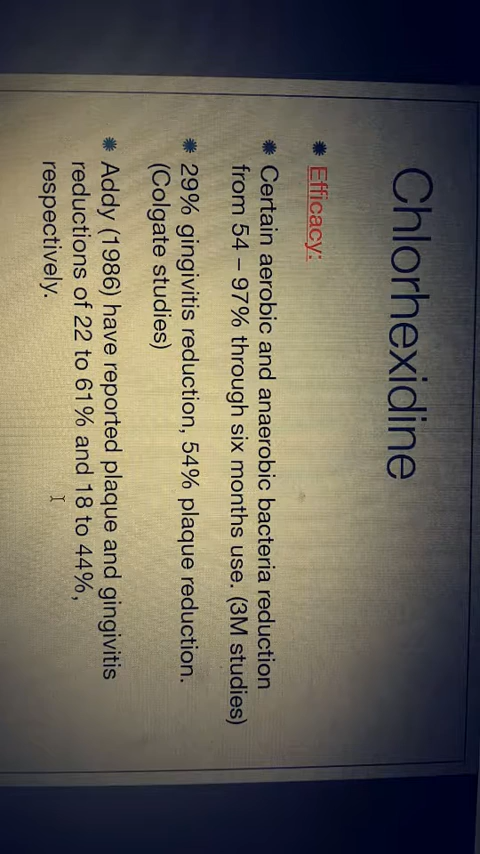 Chlorhexidine
Efficacy:
Certain aerobic and anaerobic bacteria reduction
from 54 – 97% through six months use. (3M studies)
29% gingivitis reduction, 54% plaque reduction.
(Colgate studies)
Addy (1986) have reported plaque and gingivitis
reductions of 22 to 61% and 18 to 44%,
respectively.